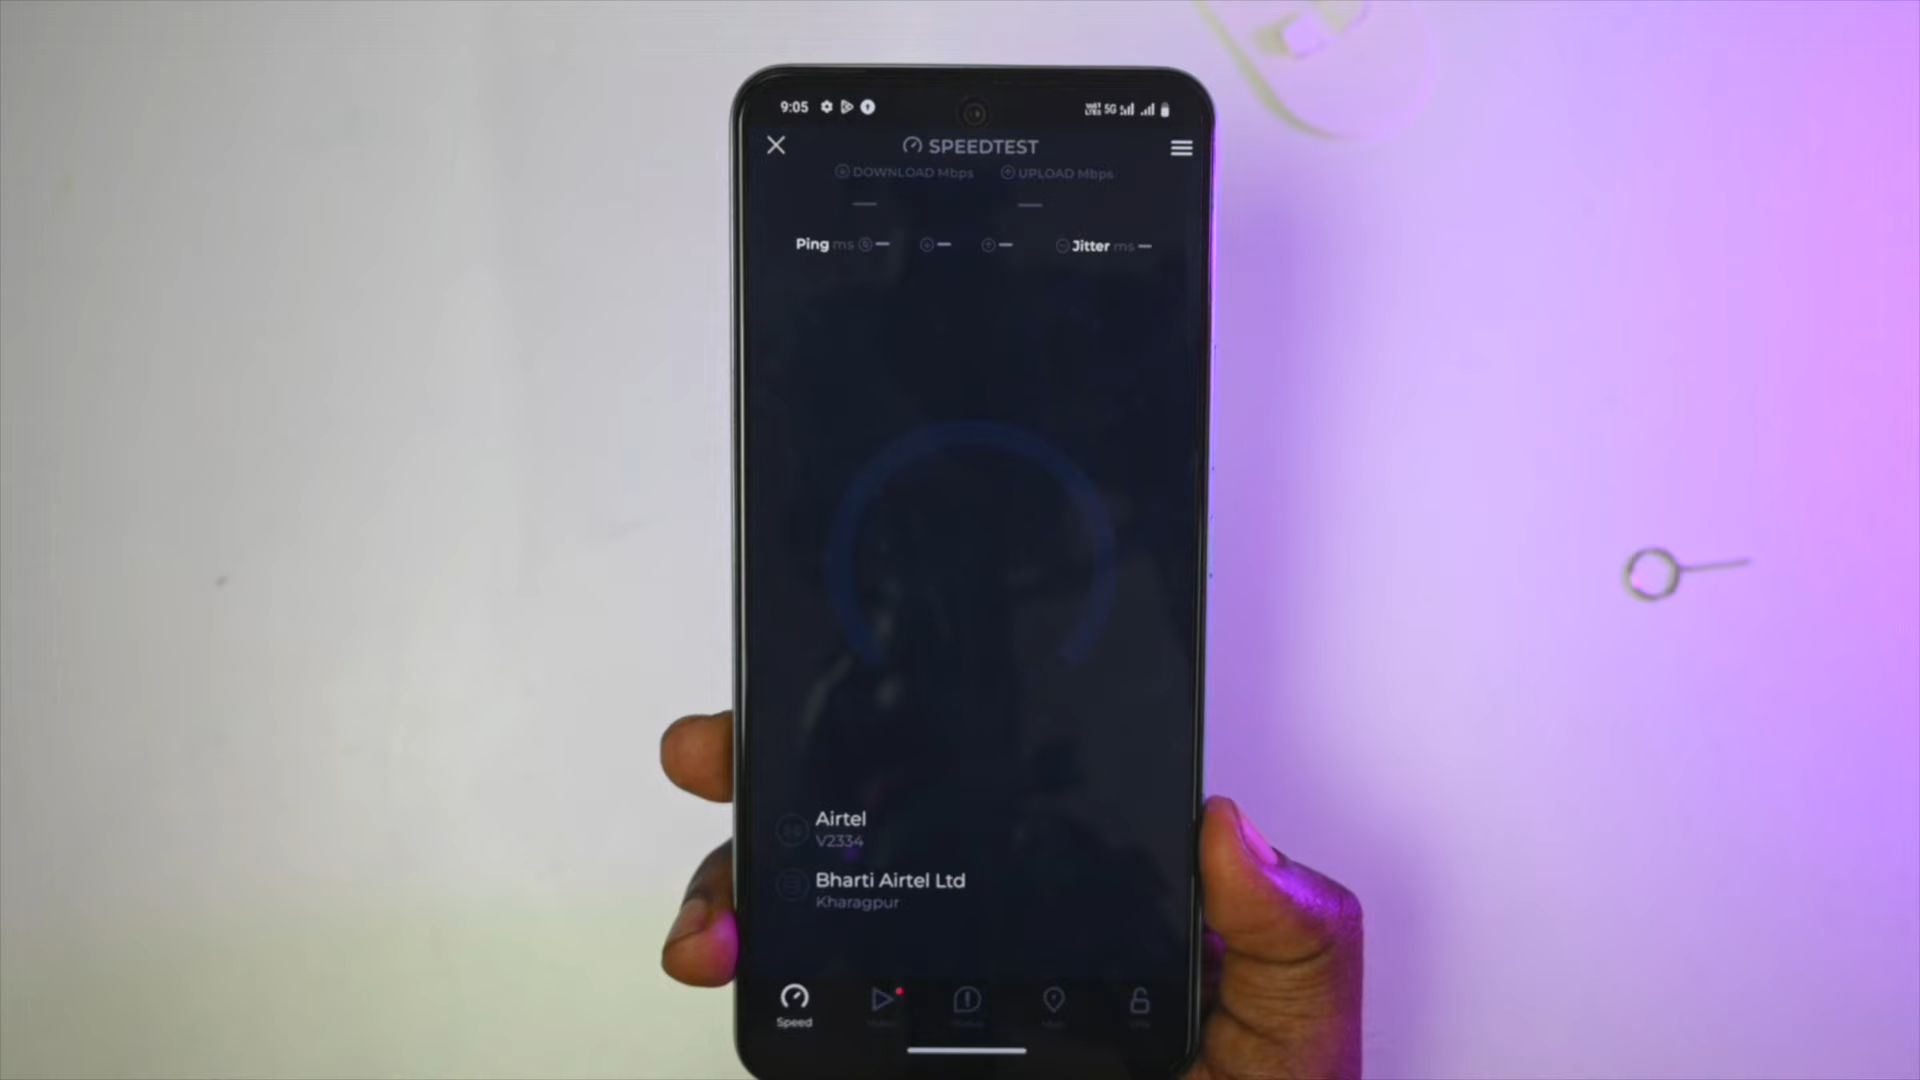 9:05 5G
SPEEDTEST
DOWNLOAD Mbps UPLOAD Mbps
Ping ms Jitter ms
Airtel
V2334
Bharti Airtel Ltd
Kharagpur
Speed